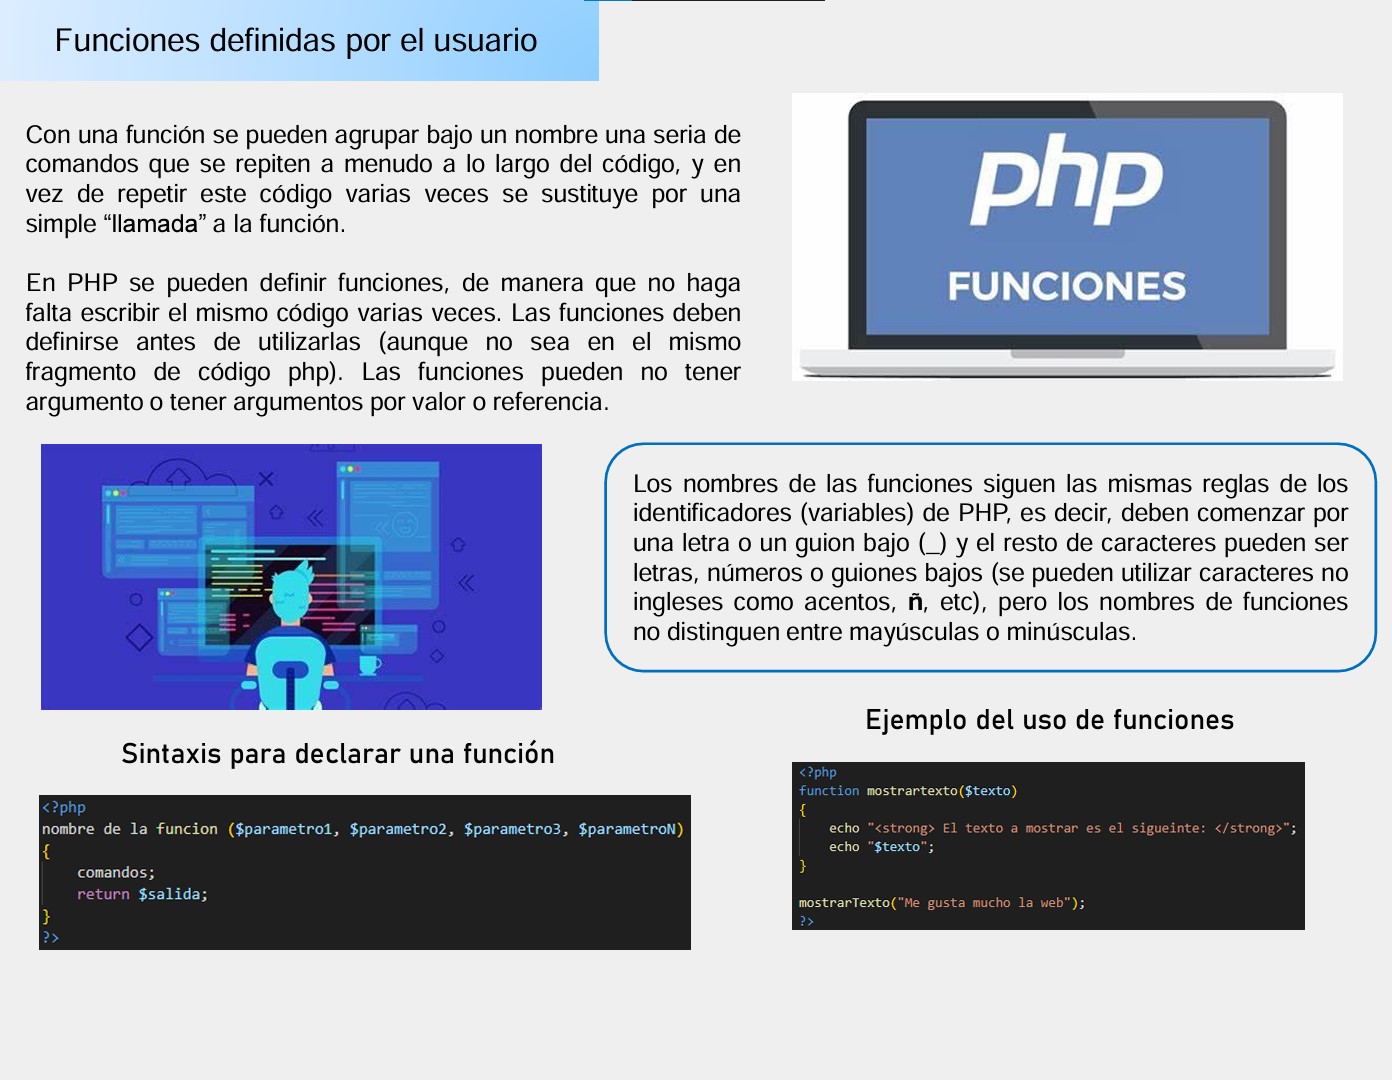 Funciones definidas por el usuario
Con una función se pueden agrupar bajo un nombre una seria de
comandos que se repiten a menudo a lo largo del código, y en
vez de repetir este código varias veces se sustituye por una
simple “llamada” a la función.
En PHP se pueden definir funciones, de manera que no haga
falta escribir el mismo código varias veces. Las funciones deben
definirse antes de utilizarlas (aunque no sea en el mismo
fragmento de código php). Las funciones pueden no tener
argumento o tener argumentos por valor o referencia.
php
FUNCIONES
Los nombres de las funciones siguen las mismas reglas de los
identificadores (variables) de PHP, es decir, deben comenzar por
una letra o un guion bajo (_) y el resto de caracteres pueden ser
letras, números o guiones bajos (se pueden utilizar caracteres no
ingleses como acentos, ñ, etc), pero los nombres de funciones
no distinguen entre mayúsculas o minúsculas.
Sintaxis para declarar una función
<?php
nombre de la funcion ($parametro1, $parametro2, $parametro3, $parametroN)
{
comandos;
return $salida;
}
?>
Ejemplo del uso de funciones
<?php
function mostrartexto($texto)
{
echo "<strong> El texto a mostrar es el sigueinte: </strong>";
echo "$texto";
}
mostrarTexto("Me gusta mucho la web");
?>